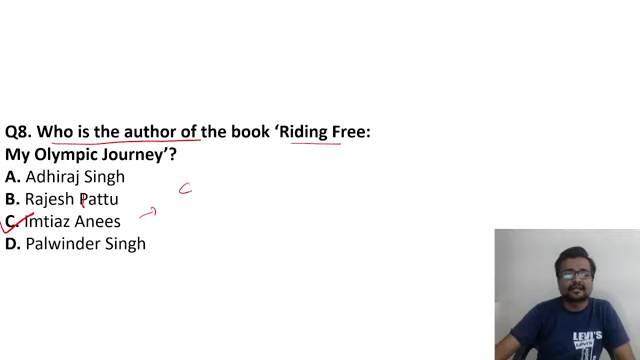 Q8. Who is the author of the book ‘Riding Free:
My Olympic Journey’?
A. Adhiraj Singh
B. Rajesh Pattu
C. Imtiaz Anees
D. Palwinder Singh
LEVI'S